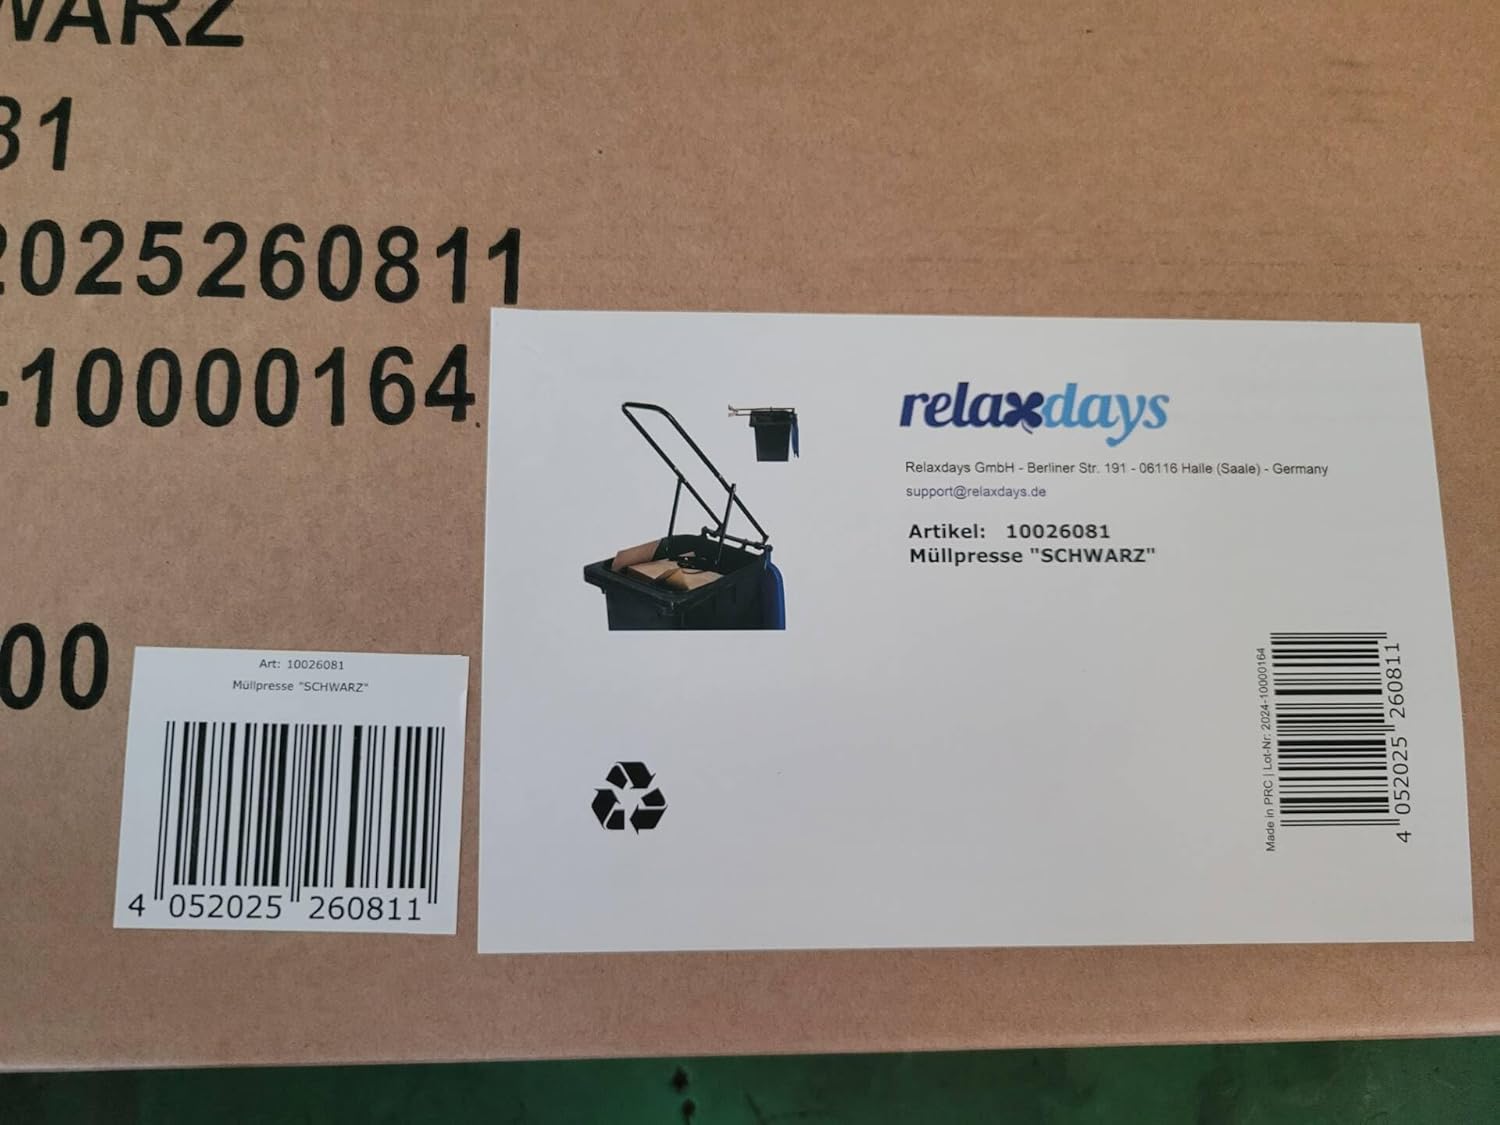 WARZ
81
2025260811
-10000164
00
Art: 10026081
Müllpresse "SCHWARZ"
4 052025 260811
relaxdays
Relaxdays GmbH - Berliner Str. 191 - 06116 Halle (Saale) - Germany
support@relaxdays.de
Artikel: 10026081
Müllpresse "SCHWARZ"
Made in PRC | Lot-Nr: 2024-10000164
4 052025 260811